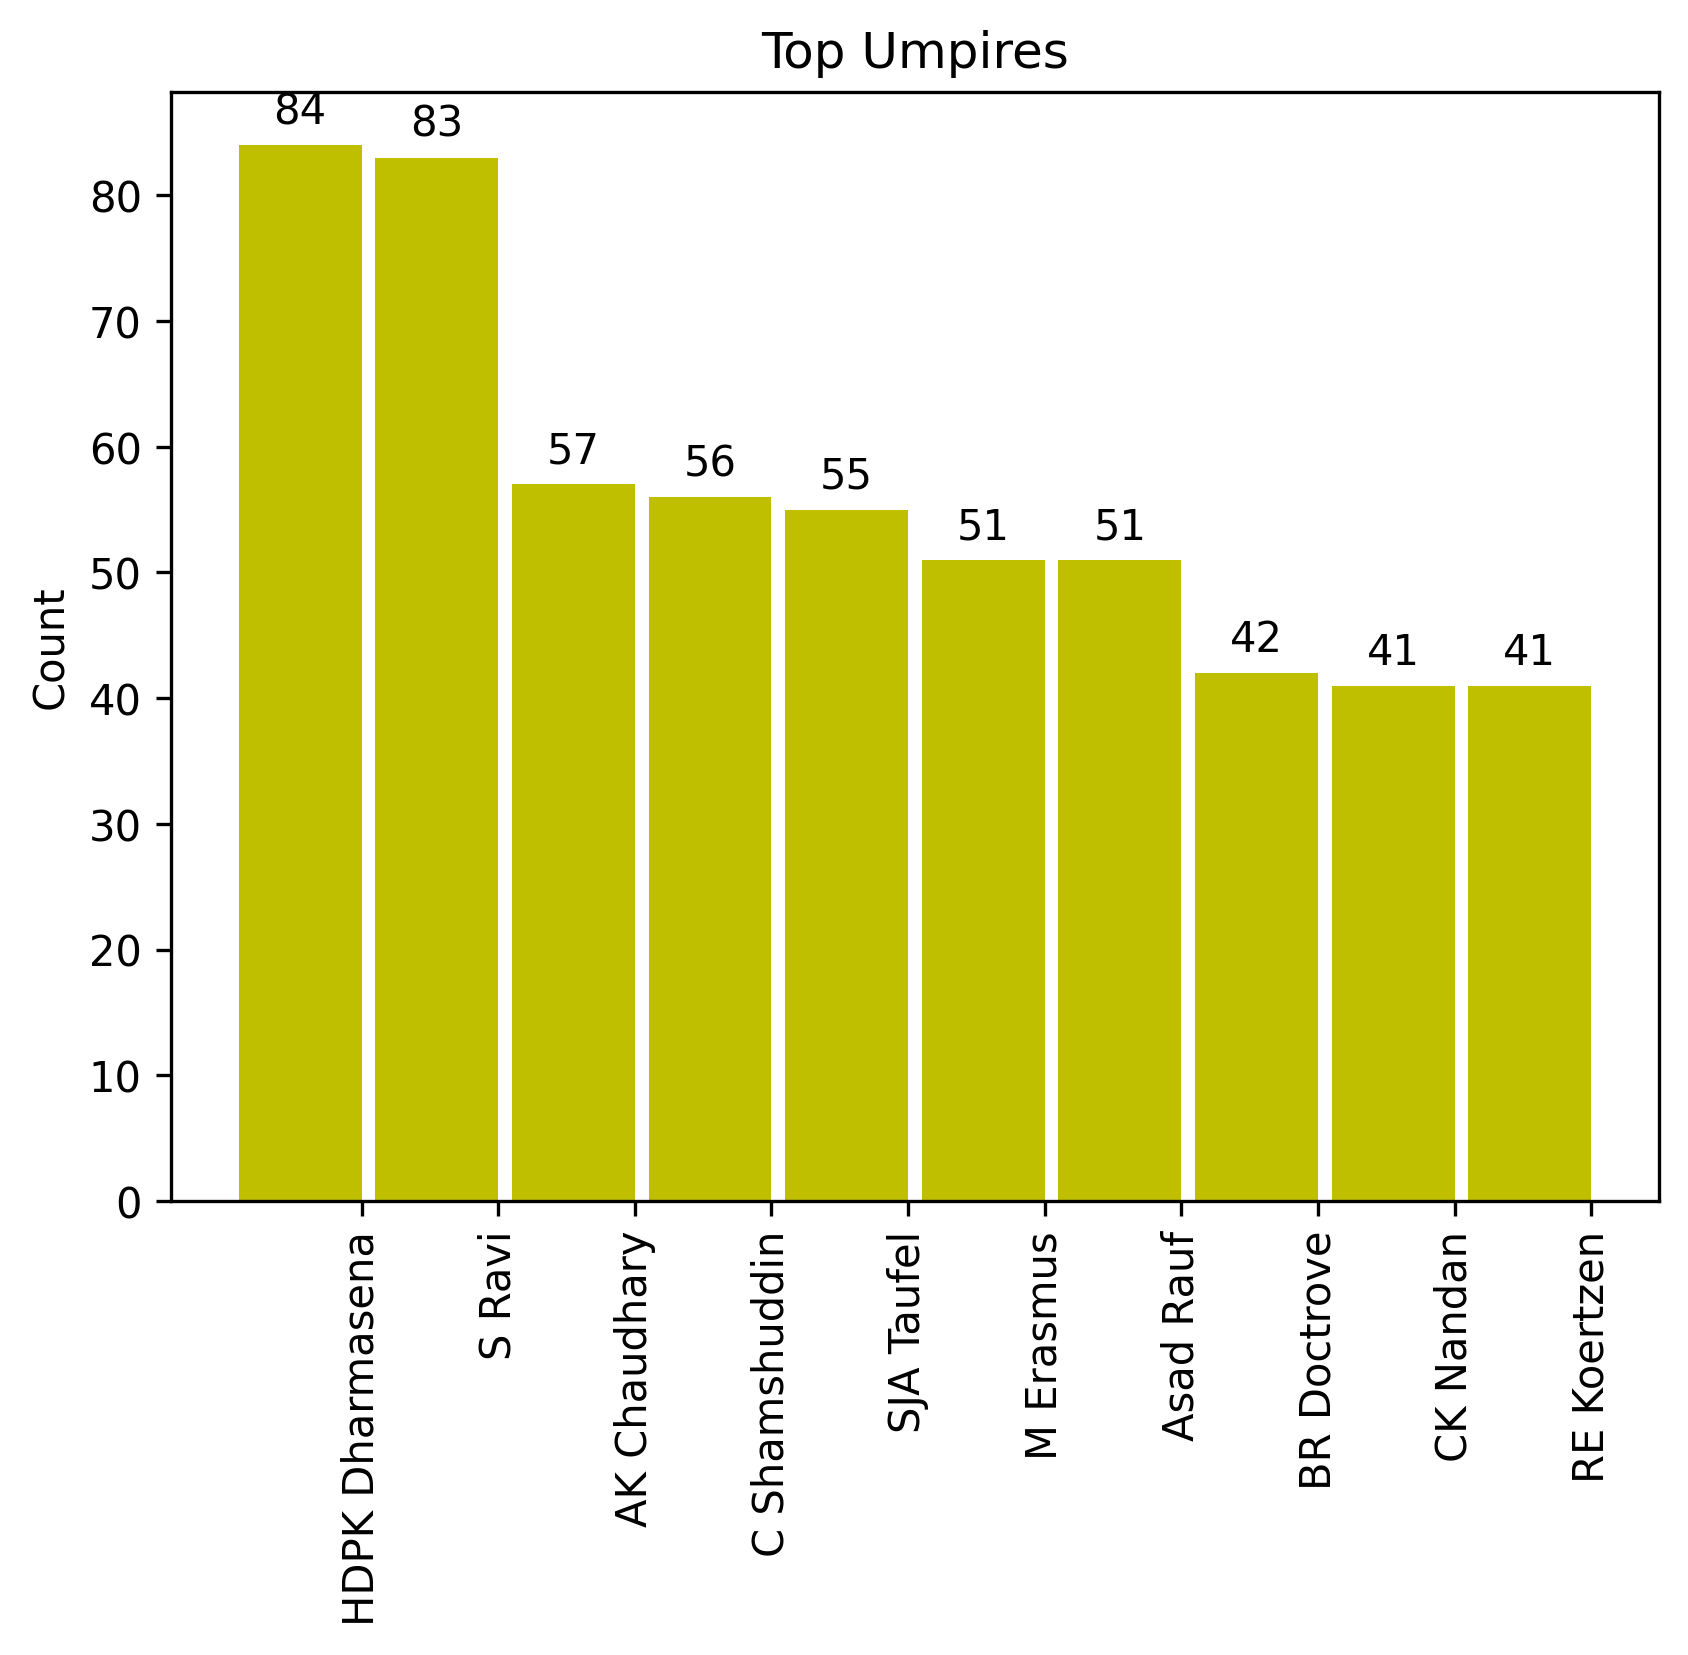 Top Umpires
84
83
57
56
55
51
51
42
41
41
80
70
60
50
40
30
20
10
0
Count
HDPK Dharmasena
S Ravi
AK Chaudhary
C Shamshuddin
SJA Taufel
M Erasmus
Asad Rauf
BR Doctrove
CK Nandan
RE Koertzen